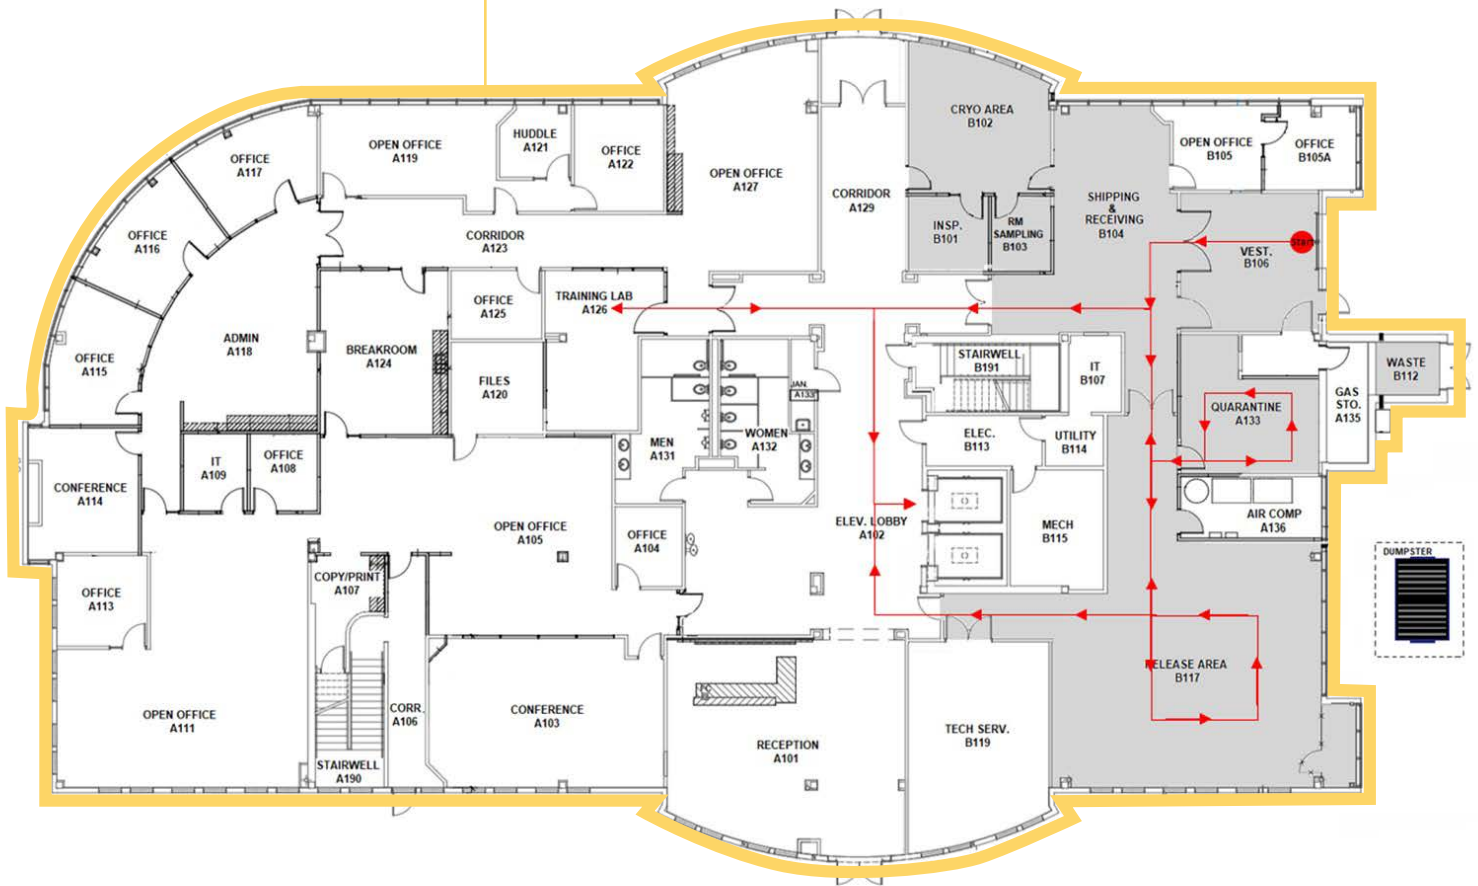 CRYO AREA
B102
HUDDLE
A121
OPEN OFFICE
A119
OFFICE
A122
OFFICE
A117
OPEN OFFICE
A127
OPEN OFFICE
B105
OFFICE
B105A
CORRIDOR
A129
SHIPPING
&
RECEIVING
B104
INSP.
B101
RM
SAMPLING
B103
OFFICE
A116
CORRIDOR
A123
Start
VEST.
B106
OFFICE
A125
TRAINING LAB
A126
ADMIN
A118
BREAKROOM
A124
OFFICE
A115
STAIRWELL
B191
IT
B107
WASTE
B112
FILES
A120
JAN.
A133
GAS
STO.
A135
QUARANTINE
A133
MEN
A131
WOMEN
A132
ELEC.
B113
UTILITY
B114
IT
A109
OFFICE
A108
CONFERENCE
A114
AIR COMP
A136
OPEN OFFICE
A105
ELEV. LOBBY
A102
MECH
B115
OFFICE
A104
DUMPSTER
COPY/PRINT
A107
OFFICE
A113
RELEASE AREA
B117
CORR.
A106
OPEN OFFICE
A111
CONFERENCE
A103
TECH SERV.
B119
RECEPTION
A101
STAIRWELL
A190